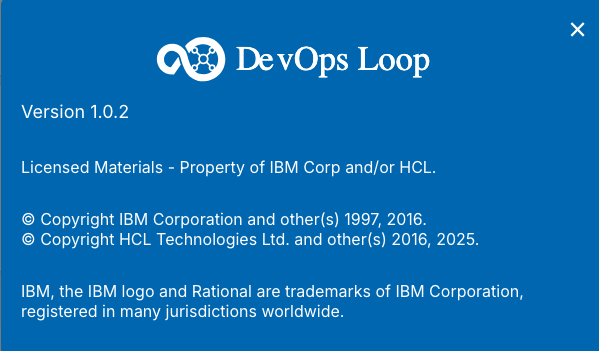 DevOps Loop
Version 1.0.2
Licensed Materials - Property of IBM Corp and/or HCL.
© Copyright IBM Corporation and other(s) 1997, 2016.
© Copyright HCL Technologies Ltd. and other(s) 2016, 2025.
IBM, the IBM logo and Rational are trademarks of IBM Corporation,
registered in many jurisdictions worldwide.